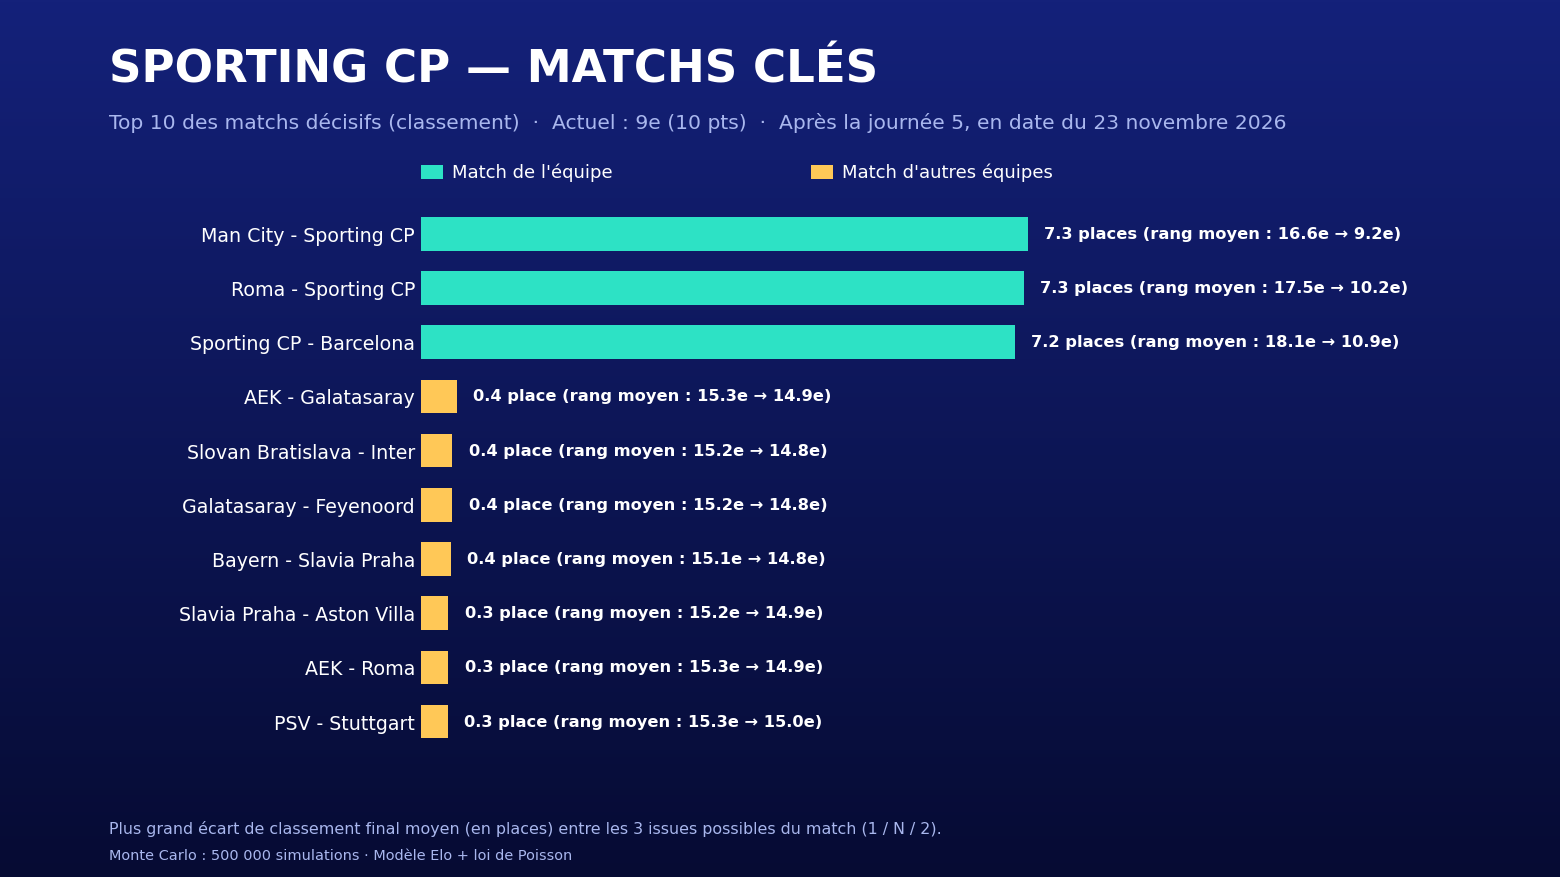 SPORTING CP — MATCHS CLÉS
Top 10 des matchs décisifs (classement)  ·  Actuel : 9e (10 pts)  ·  Après la journée 5, en date du 23 novembre 2026
Match de l'équipe    Match d'autres équipes
Man City - Sporting CP    7.3 places (rang moyen : 16.6e → 9.2e)
Roma - Sporting CP    7.3 places (rang moyen : 17.5e → 10.2e)
Sporting CP - Barcelona    7.2 places (rang moyen : 18.1e → 10.9e)
AEK - Galatasaray    0.4 place (rang moyen : 15.3e → 14.9e)
Slovan Bratislava - Inter    0.4 place (rang moyen : 15.2e → 14.8e)
Galatasaray - Feyenoord    0.4 place (rang moyen : 15.2e → 14.8e)
Bayern - Slavia Praha    0.4 place (rang moyen : 15.1e → 14.8e)
Slavia Praha - Aston Villa    0.3 place (rang moyen : 15.2e → 14.9e)
AEK - Roma    0.3 place (rang moyen : 15.3e → 14.9e)
PSV - Stuttgart    0.3 place (rang moyen : 15.3e → 15.0e)
Plus grand écart de classement final moyen (en places) entre les 3 issues possibles du match (1 / N / 2).
Monte Carlo : 500 000 simulations · Modèle Elo + loi de Poisson